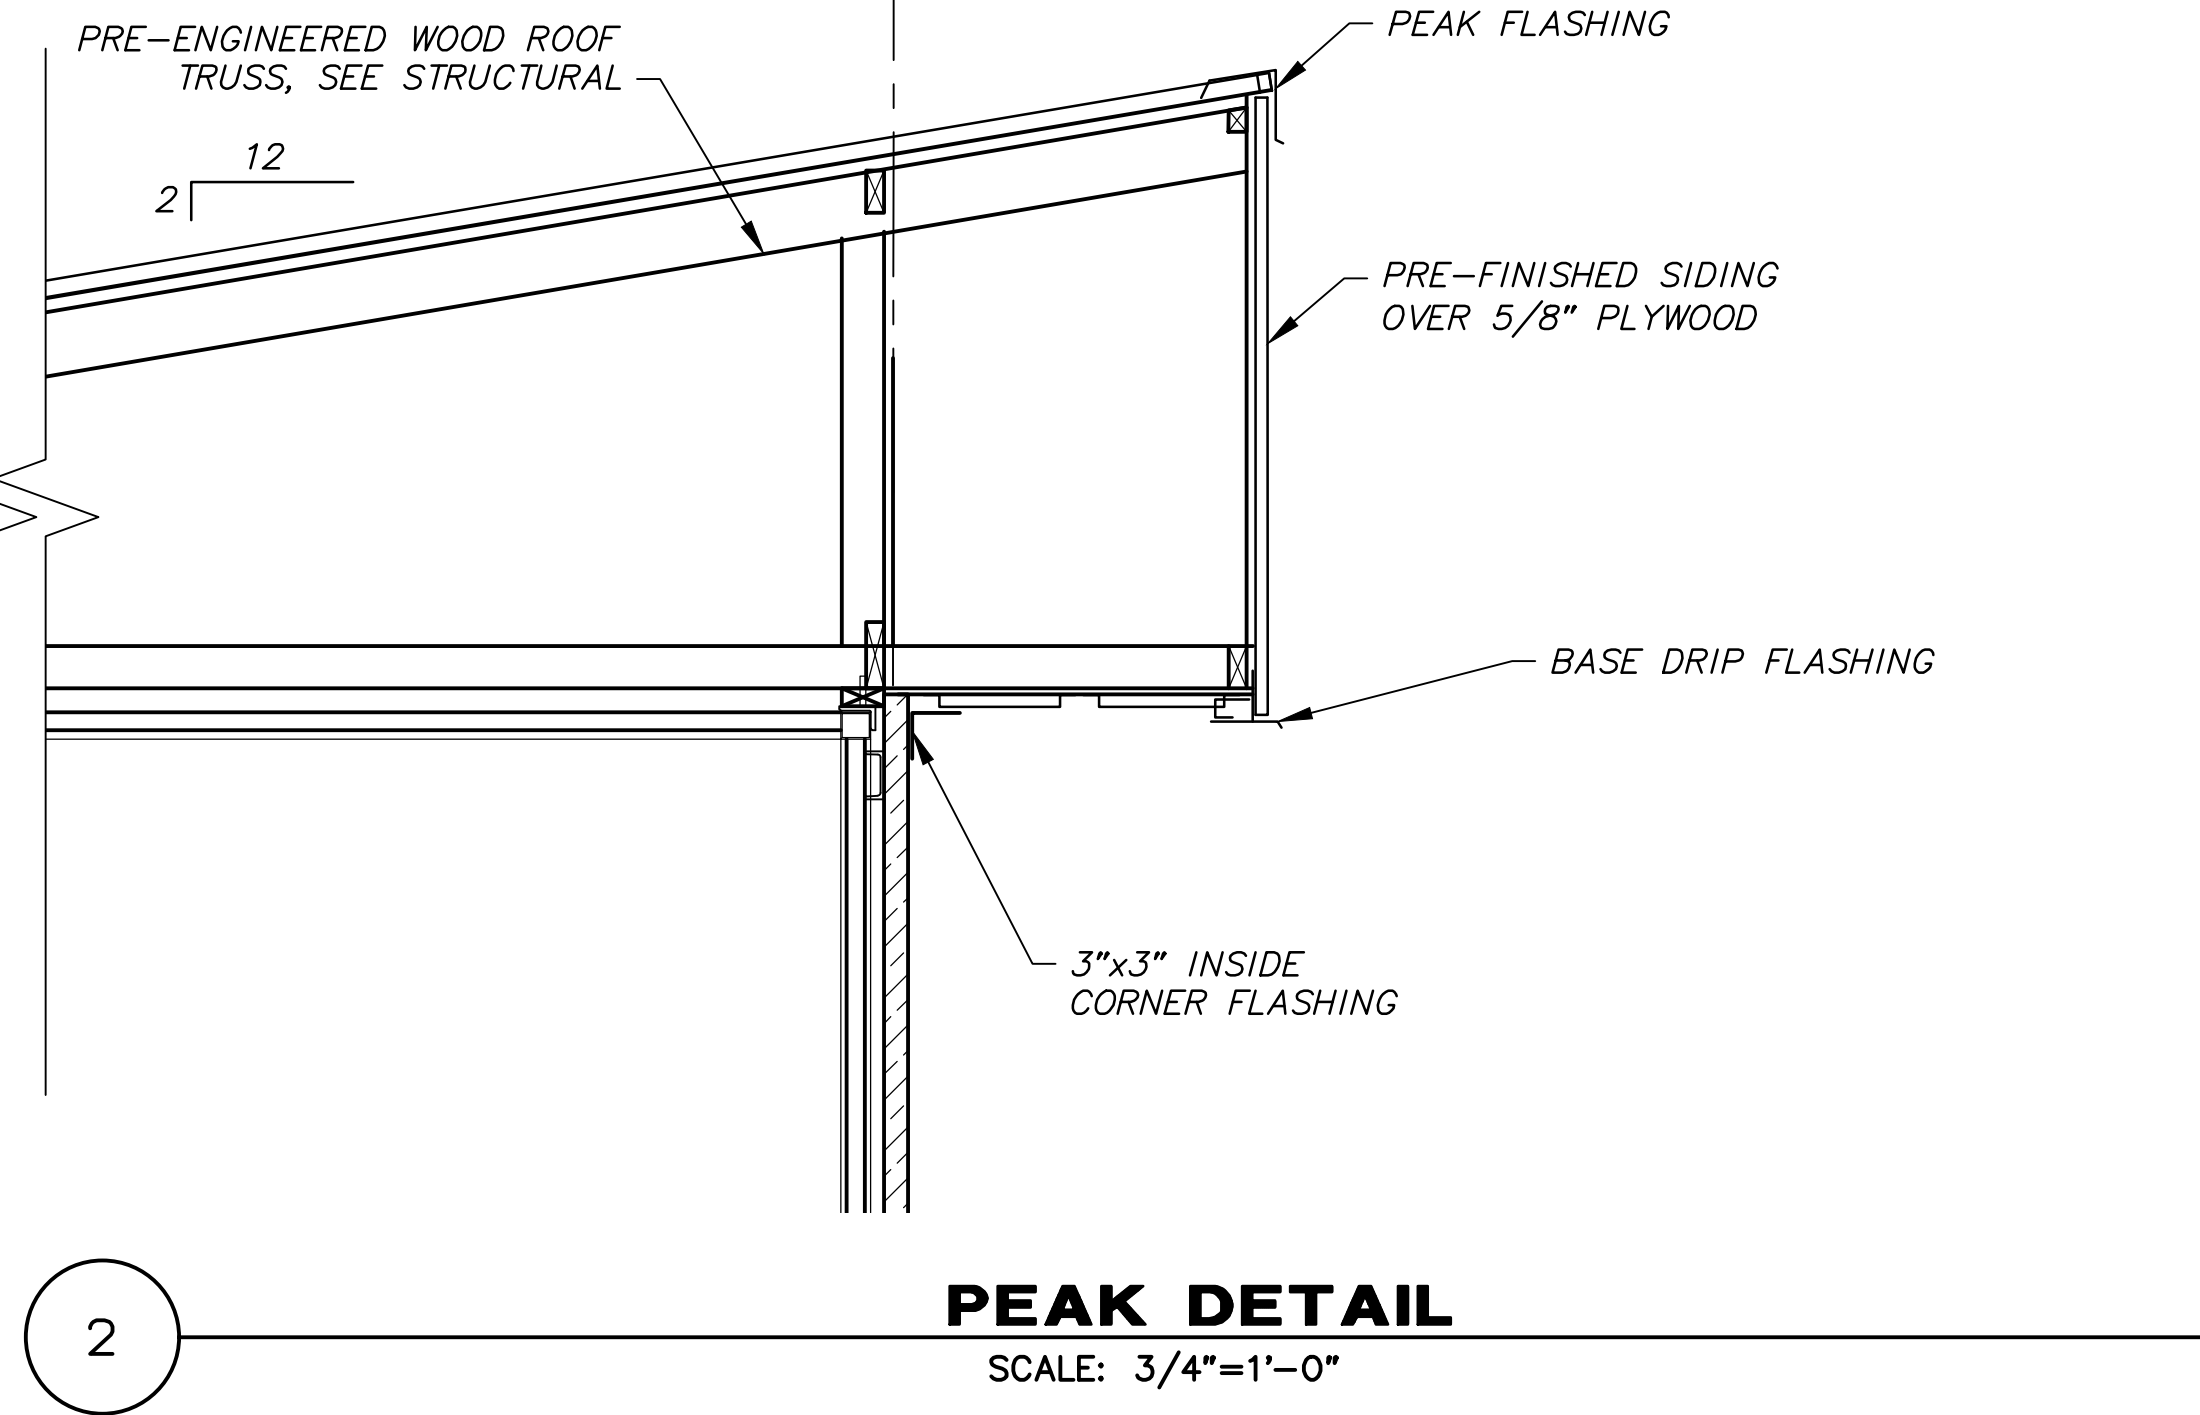 PRE-ENGINEERED WOOD ROOF
TRUSS, SEE STRUCTURAL
PEAK FLASHING
12
2
PRE-FINISHED SIDING
OVER 5/8" PLYWOOD
BASE DRIP FLASHING
3"x3" INSIDE
CORNER FLASHING
2
PEAK DETAIL
SCALE: 3/4"=1'-0"